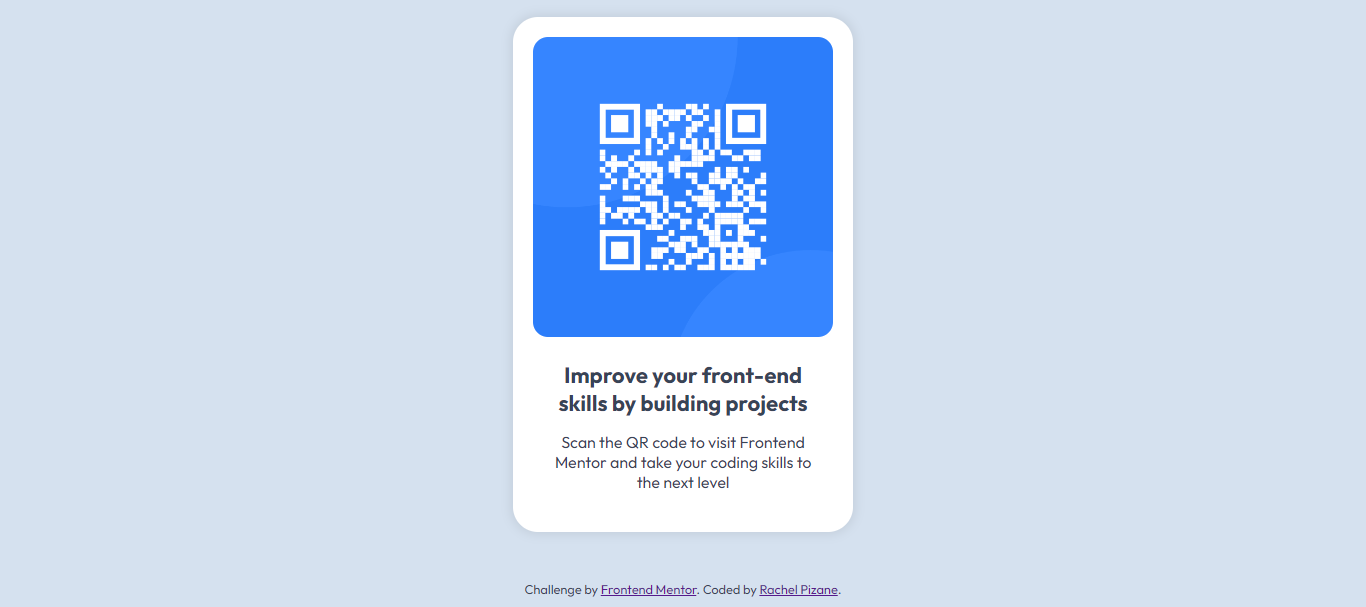 Improve your front-end
skills by building projects
Scan the QR code to visit Frontend
Mentor and take your coding skills to
the next level
Challenge by Frontend Mentor. Coded by Rachel Pizane.